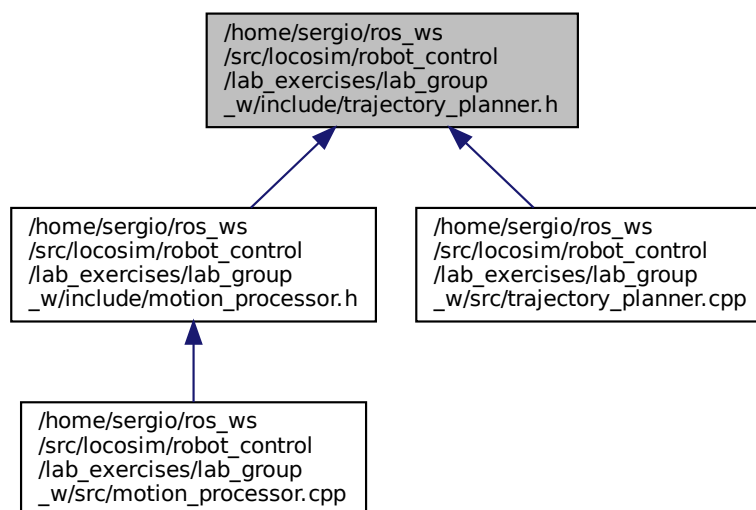 /home/sergio/ros_ws
/src/locosim/robot_control
/lab_exercises/lab_group
_w/include/trajectory_planner.h
/home/sergio/ros_ws
/src/locosim/robot_control
/lab_exercises/lab_group
_w/include/motion_processor.h
/home/sergio/ros_ws
/src/locosim/robot_control
/lab_exercises/lab_group
_w/src/trajectory_planner.cpp
/home/sergio/ros_ws
/src/locosim/robot_control
/lab_exercises/lab_group
_w/src/motion_processor.cpp